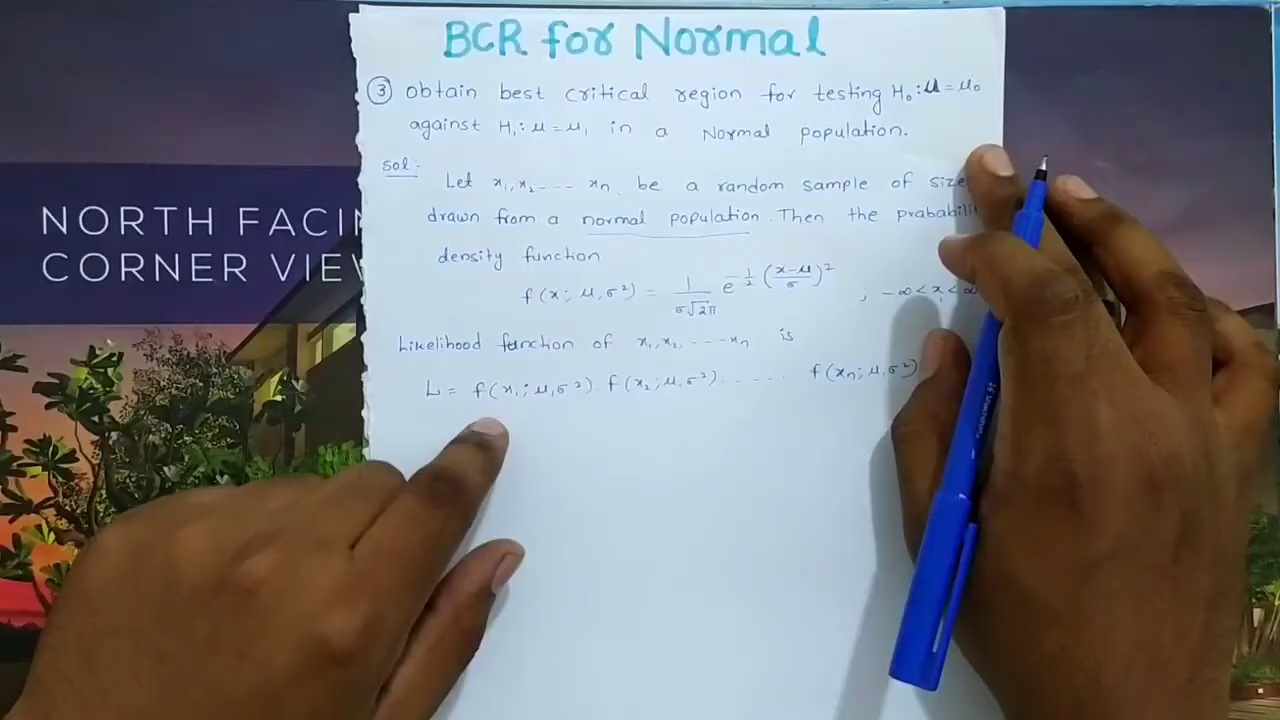 BCR for Normal
③ obtain best critical region for testing H₀:μ=μ₀
against H₁:μ=μ₁ in a Normal population.
sol:-
Let x₁,x₂---- xₙ be a random sample of size
drawn from a normal population. Then the
density function
f(x; μ,σ²) = 1/σ√2π e^-1/2 (x-μ/σ)² ; -∞<x<∞
Likelihood function of x₁,x₂,----xₙ is
L = f(x₁;μ,σ²).f(x₂;μ,σ²)...... f(xₙ;μ,σ²)
NORTH
CORNER